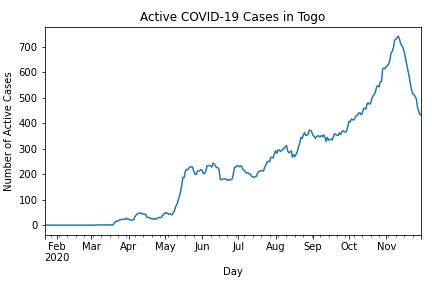 Active COVID-19 Cases in Togo
Number of Active Cases
700
600
500
400
300
200
100
0
Feb Mar Apr May Jun Jul Aug Sep Oct Nov
2020
Day